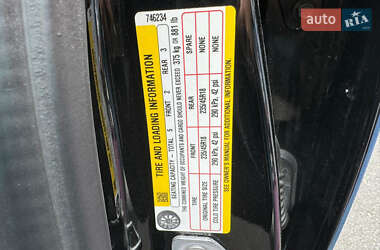 746234
TIRE AND LOADING INFORMATION
SEATING CAPACITY - TOTAL 5 FRONT 2 REAR 3
THE COMBINED WEIGHT OF OCCUPANTS AND CARGO SHOULD NEVER EXCEED 375 kg OR 881 lb
TIRE FRONT REAR SPARE
ORIGINAL TIRE SIZE 235/45R18 235/45R18 NONE
COLD TIRE PRESSURE 290 kPa, 42 psi 290 kPa, 42 psi NONE
SEE OWNER'S MANUAL FOR ADDITIONAL INFORMATION
auto RIA .com